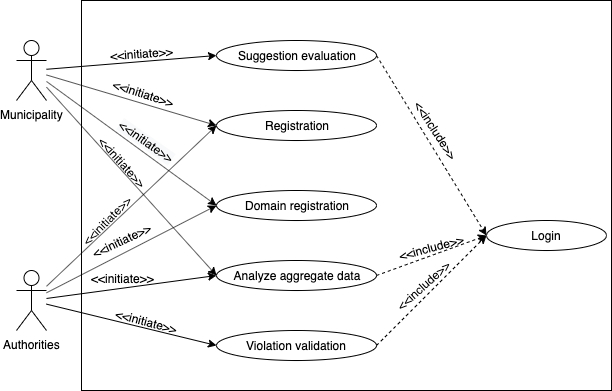 <<initiate>>
Suggestion evaluation
Municipality
<<initiate>>
Registration
<<include>>
<<initiate>>
<<initiate>>
Domain registration
<<initiate>>
<<initiate>>
Login
<<include>>
<<initiate>>
Analyze aggregate data
<<include>>
Authorities
<<initiate>>
Violation validation